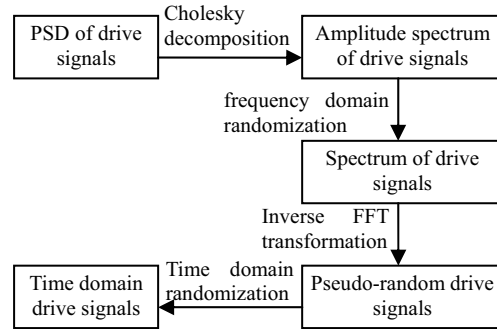 PSD of drive
signals
Cholesky
decomposition
Amplitude spectrum
of drive signals
frequency domain
randomization
Spectrum of drive
signals
Inverse FFT
transformation
Pseudo-random drive
signals
Time domain
randomization
Time domain
drive signals